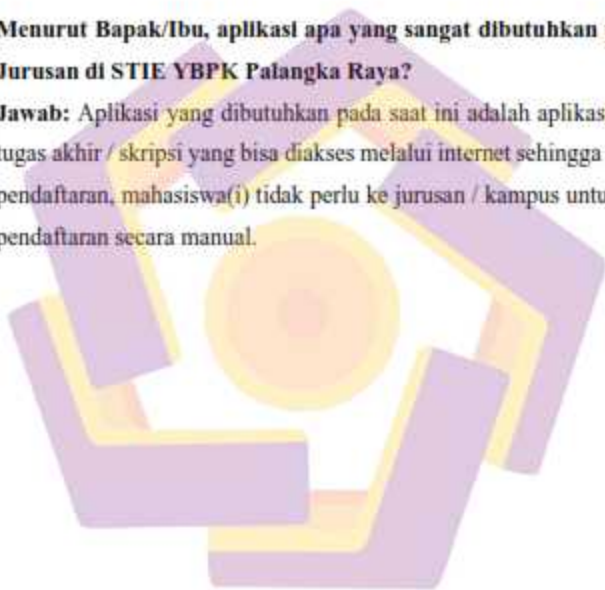 Menurut Bapak/Ibu, aplikasi apa yang sangat dibutuhkan
Jurusan di STIE YBPK Palangka Raya?
Jawab: Aplikasi yang dibutuhkan pada saat ini adalah aplikas
tugas akhir / skripsi yang bisa diakses melalui internet sehingga
pendaftaran, mahasiswa(i) tidak perlu ke jurusan / kampus untu
pendaftaran secara manual.